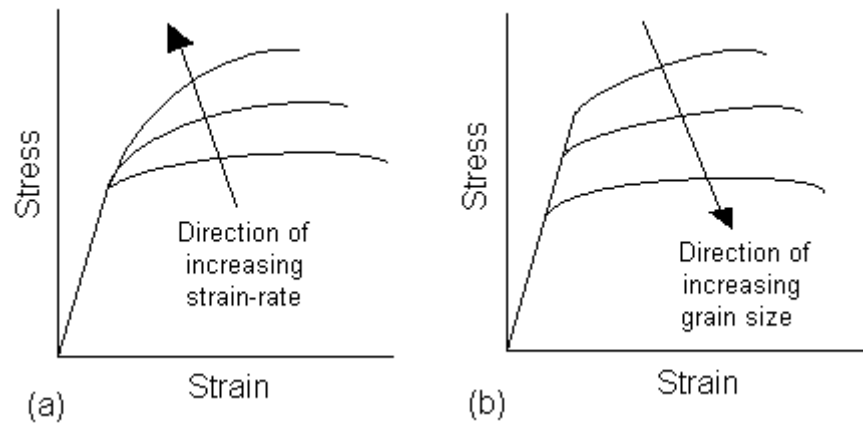 Stress
Direction of
increasing
strain-rate
Strain
(a)
Stress
Direction of
increasing
grain size
Strain
(b)